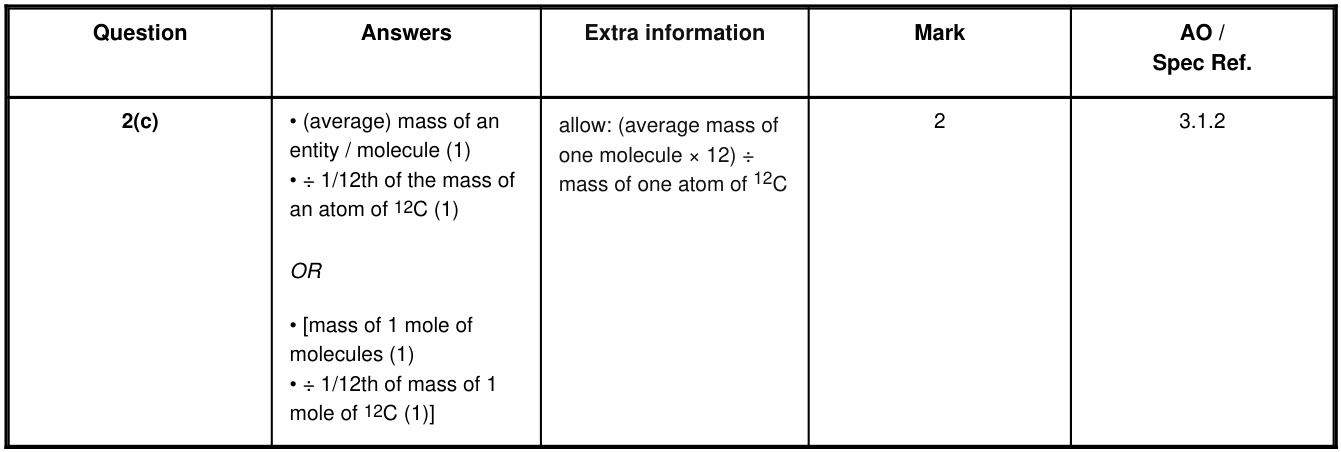 Question Answers Extra information Mark AO /
Spec Ref.
2(c)
• (average) mass of an
entity / molecule (1)
• ÷ 1/12th of the mass of
an atom of 12C (1)
OR
• [mass of 1 mole of
molecules (1)
• ÷ 1/12th of mass of 1
mole of 12C (1)]
allow: (average mass of
one molecule × 12) ÷
mass of one atom of 12C
2
3.1.2